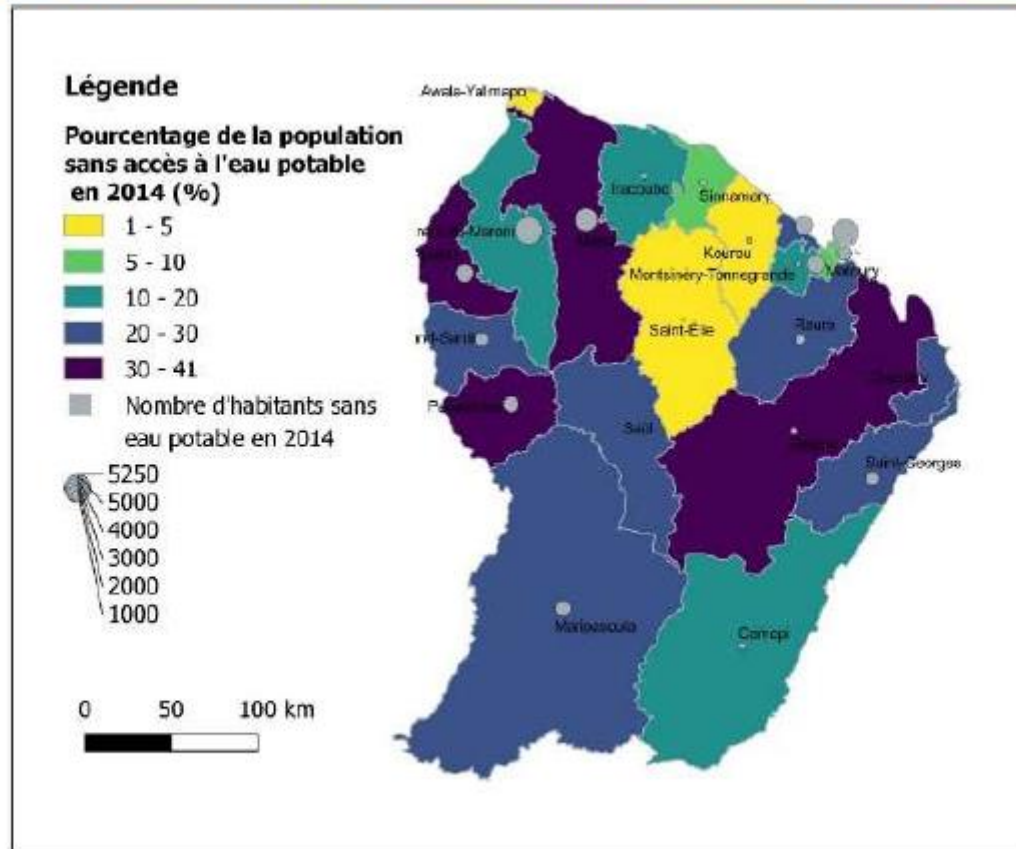 Légende
Pourcentage de la population
sans accès à l'eau potable
en 2014 (%)
1 - 5
5 - 10
10 - 20
20 - 30
30 - 41
Nombre d'habitants sans
eau potable en 2014
5250
5000
4000
3000
2000
1000
0 50 100 km
Awala-Yalimapo
Iracoubo
Sinnamary
Kourou
Montsinéry-Tonnegrande
Saint-Élie
Roura
Saül
Saint-Georges
Maripasoula
Camopi